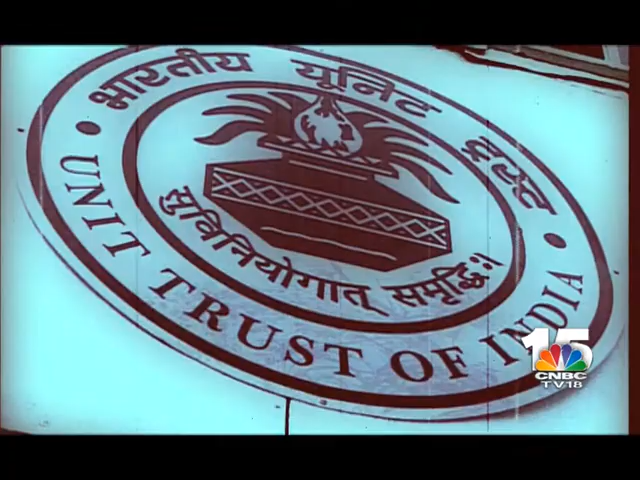 भारतीय यूनिट ट्रस्ट
सुविनियोगात् समृद्धिः
UNIT TRUST OF INDIA
15
CNBC
TV18